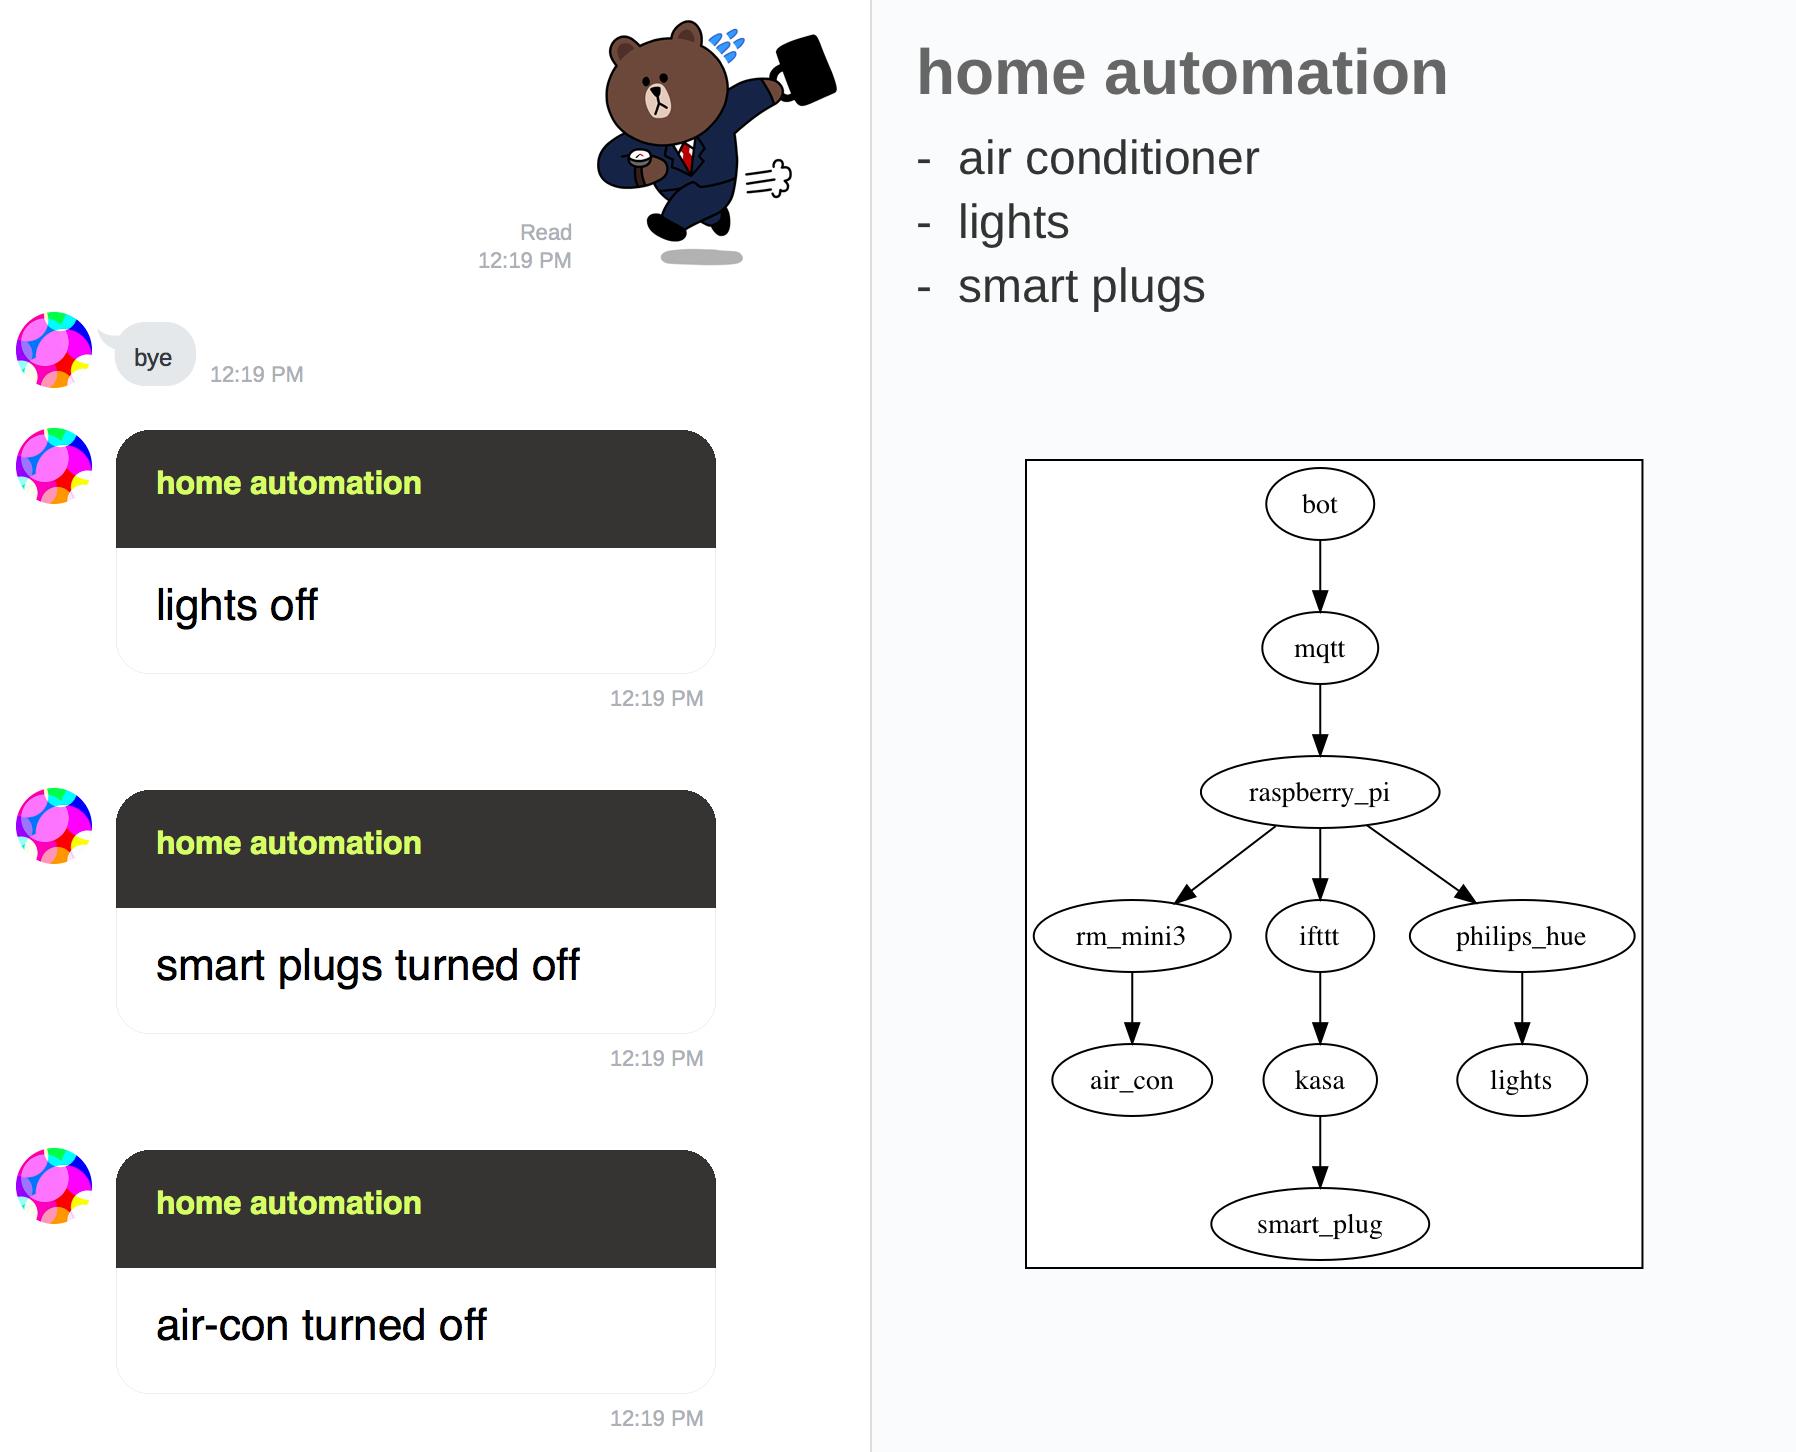 Read
12:19 PM
bye
12:19 PM
home automation
lights off
12:19 PM
home automation
smart plugs turned off
12:19 PM
home automation
air-con turned off
12:19 PM
home automation
- air conditioner
- lights
- smart plugs
bot
mqtt
raspberry_pi
rm_mini3 ifttt philips_hue
air_con kasa lights
smart_plug